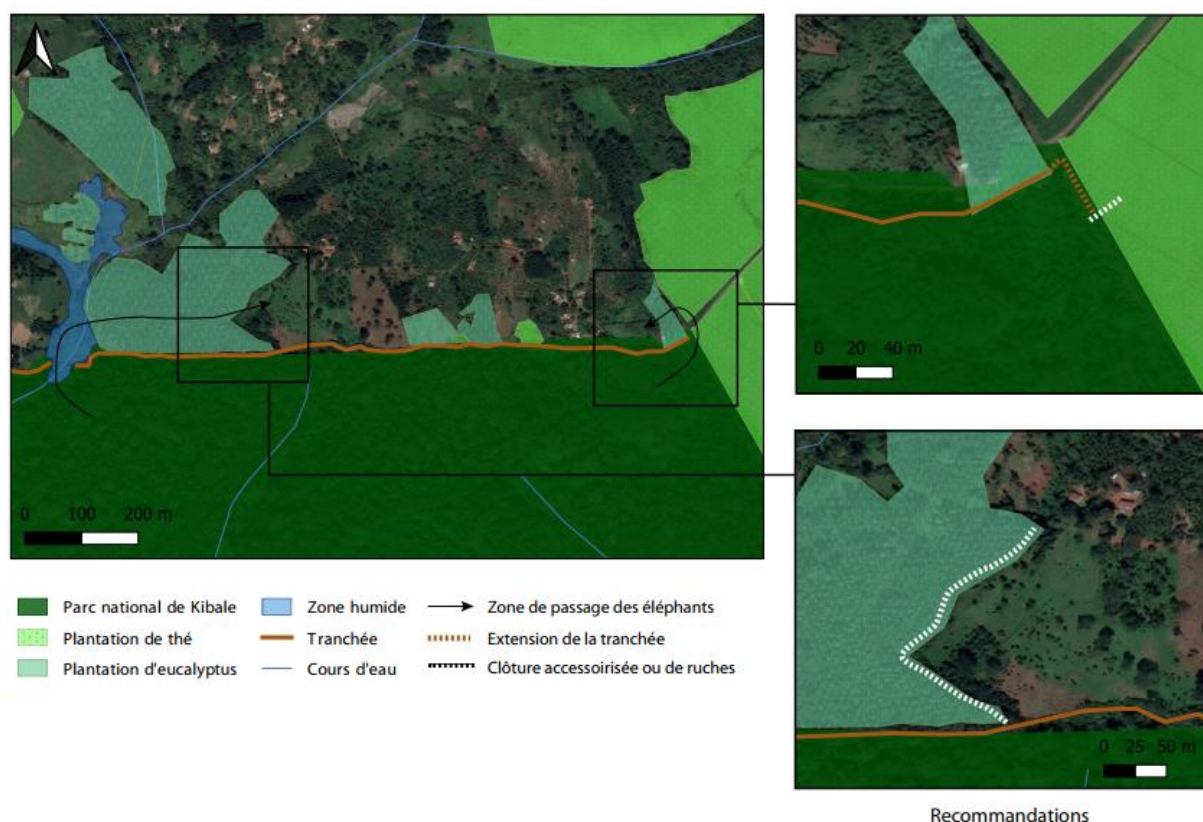 0 20 40 m
0 100 200 m
0 25 50 m
Parc national de Kibale
Plantation de thé
Plantation d'eucalyptus
Zone humide
Tranchée
Cours d'eau
Zone de passage des éléphants
Extension de la tranchée
Clôture accessoirisée ou de ruches
Recommandations